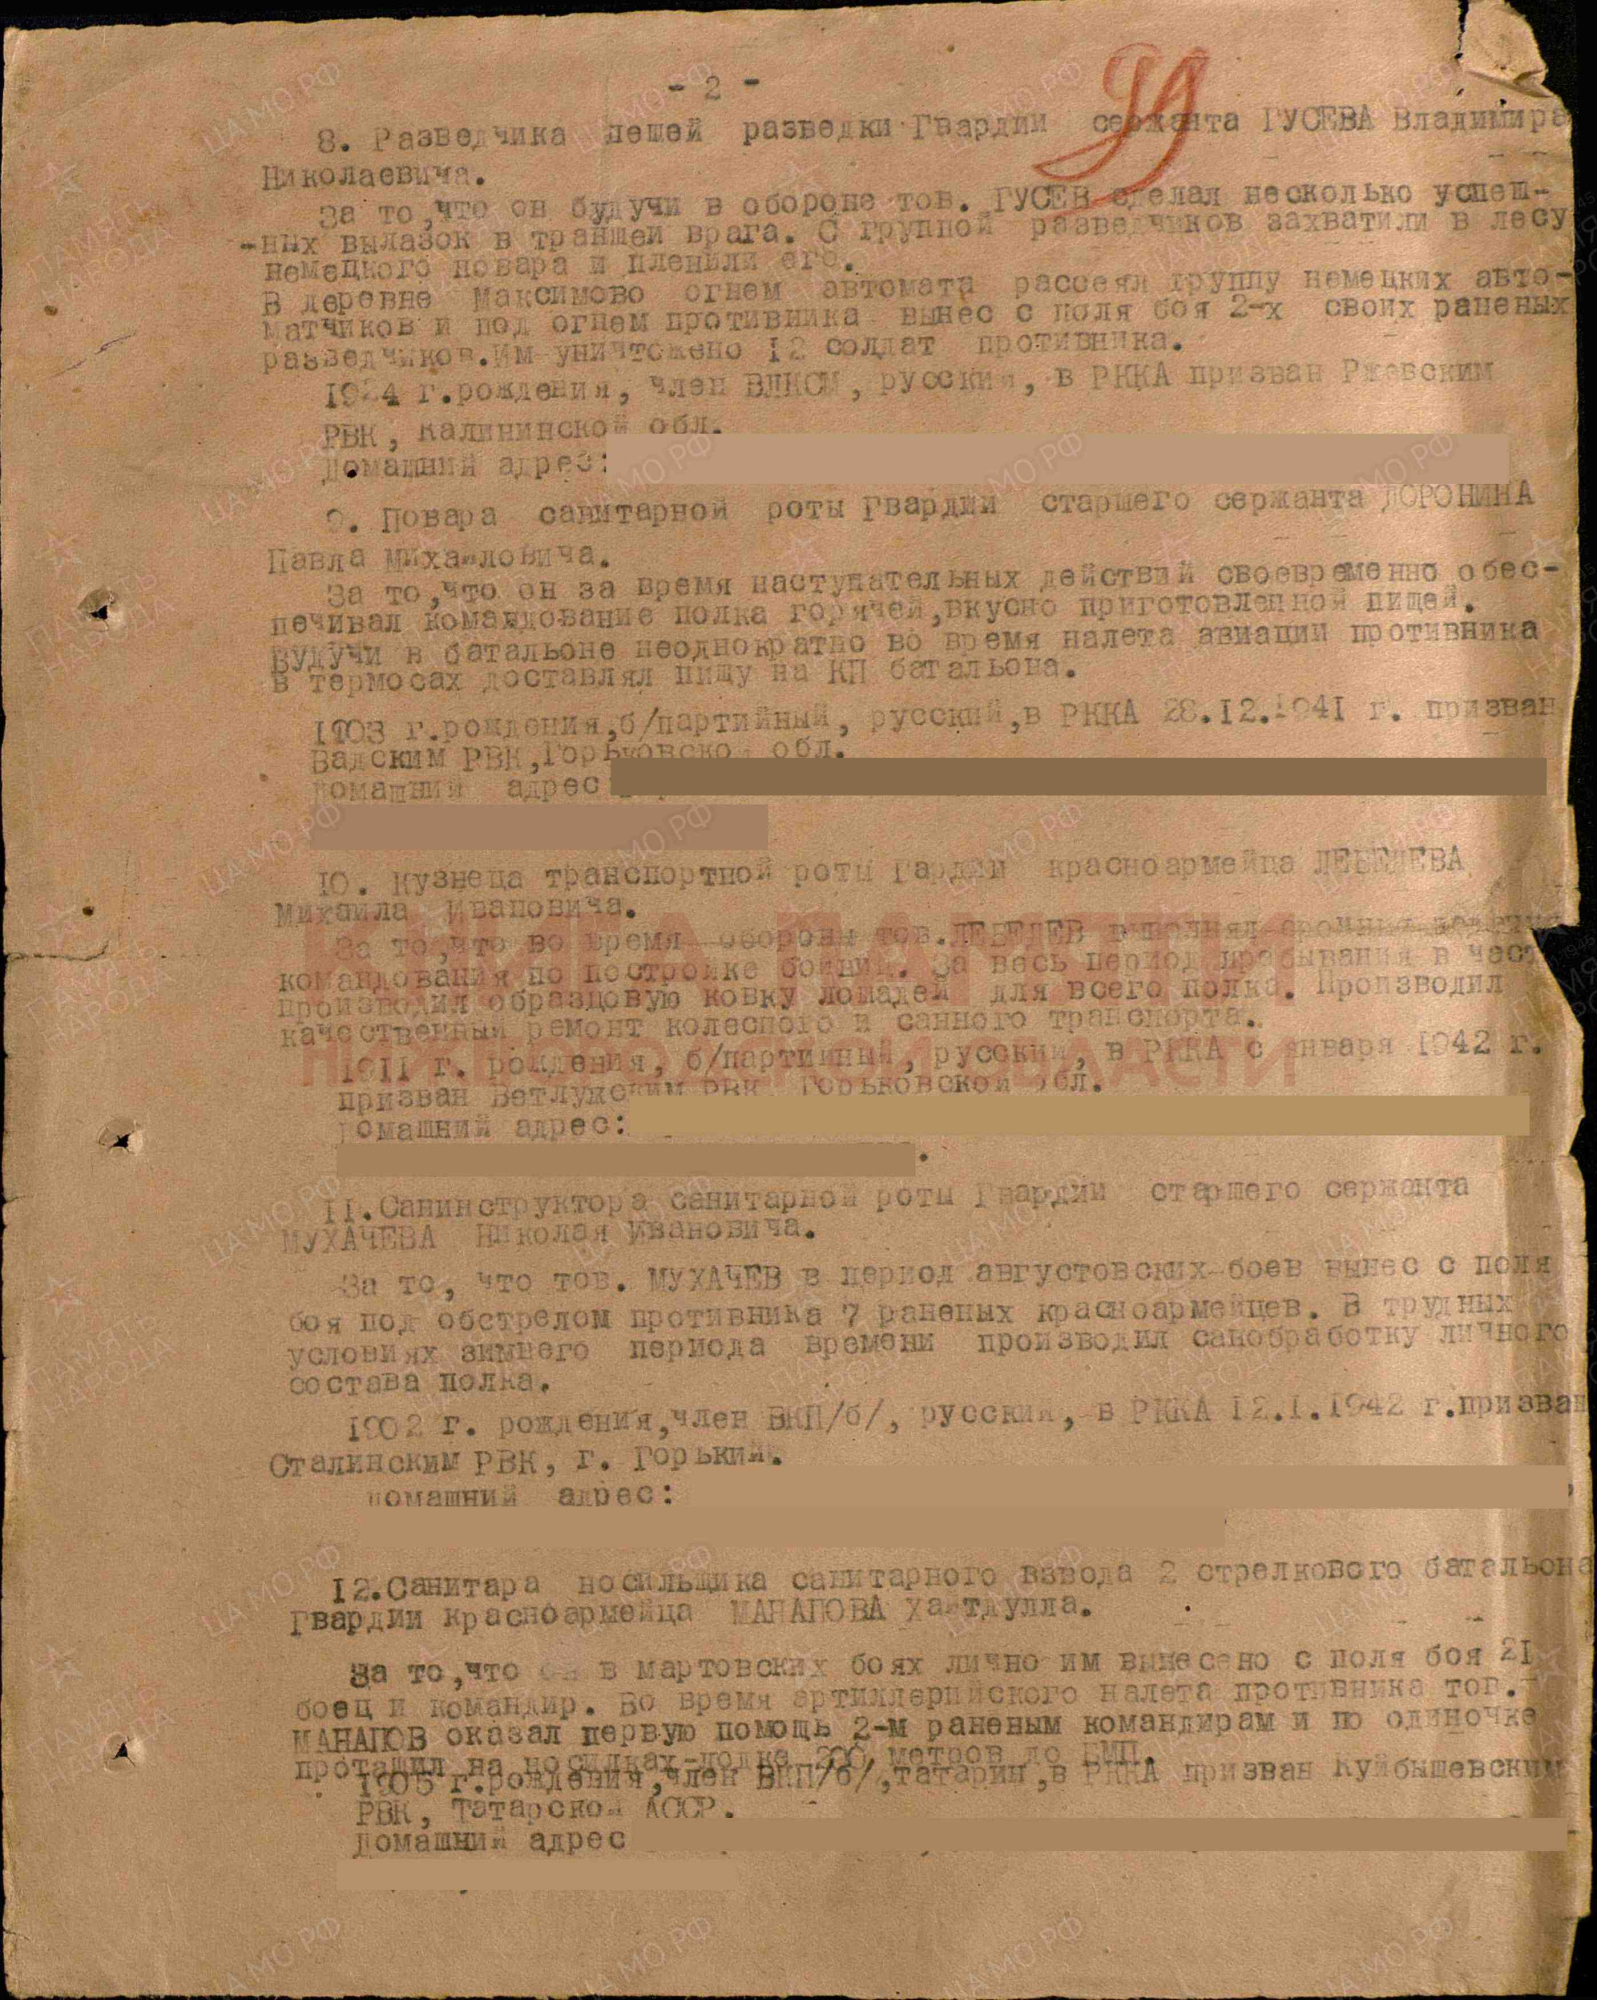 - 2 -
39
8. Разведчика пешей разведки Гвардии сержанта ГУСЕВА Владимира
Николаевича.
За то,что он будучи в обороне тов. ГУСЕВ сделал несколько успеш-
-ных вылазок в траншеи врага. С группой разведчиков захватили в лесу
немецкого повара и пленили его.
В деревне Максимово огнем автомата рассеял группу немецких авто-
матчиков и под огнем противника вынес с поля боя 2-х своих раненых
разведчиков.Им уничтожено 12 солдат противника.
1924 г.рождения, член ВЛКСМ, русский, в РККА призван Ржевским
РВК, Калининской обл.
Домашний адрес:
9. Повара санитарной роты Гвардии старшего сержанта ДОРОНИНА
Павла Михайловича.
За то,что он за время наступательных действий своевременно обес-
печивал командование полка горячей,вкусно приготовленной пищей.
Будучи в батальоне неоднократно во время налета авиации противника
в термосах доставлял пищу на КП батальона.
1903 г.рождения,б/партийный, русский,в РККА 28.12.1941 г. призван
Вадским РВК,Горьковской обл.
Домашний адрес
10. Кузнеца транспортной роты Гардии красноармейца ЛЕБЕДЕВА
Михаила Ивановича.
За то,что во время обороны тов.ЛЕБЕДЕВ выполнял
командования по постройке бойниц. За весь период пребывания в част
производил образцовую ковку лошадей для всего полка. Производил
качественный ремонт колесного и санного транспорта.
1911 г. рождения, б/партийный, русский, в РККА с января 1942 г.
призван Ветлужским РВК Горьковской обл.
Домашний адрес:
11.Санинструктора санитарной роты Гвардии старшего сержанта
МУХАЧЕВА Николая Ивановича.
За то, что тов. МУХАЧЕВ в период августовских боев вынес с поля
боя под обстрелом противника 7 раненых красноармейцев. В трудных
условиях зимнего периода времени производил санобработку личного
состава полка.
1902 г. рождения,член ВКП/б/, русский, в РККА 12.1.1942 г.призван
Сталинским РВК, г. Горький.
Домашний адрес:
12.Санитара носильщика санитарного взвода 2 стрелкового батальона
Гвардии красноармейца МАНАПОВА Хайтдулла.
За то,что он в мартовских боях лично им вынесено с поля боя 21
боец и командир. Во время артиллерийского налета противника тов.-
МАНАПОВ оказал первую помощь 2-м раненым командирам и по одиночке
протащил на носилках-лодке 200 метров до БМП.
1905 г.рождения,член ВКП/б/,татарин,в РККА призван Куйбышевским
РВК, Татарской АССР.
Домашний адрес